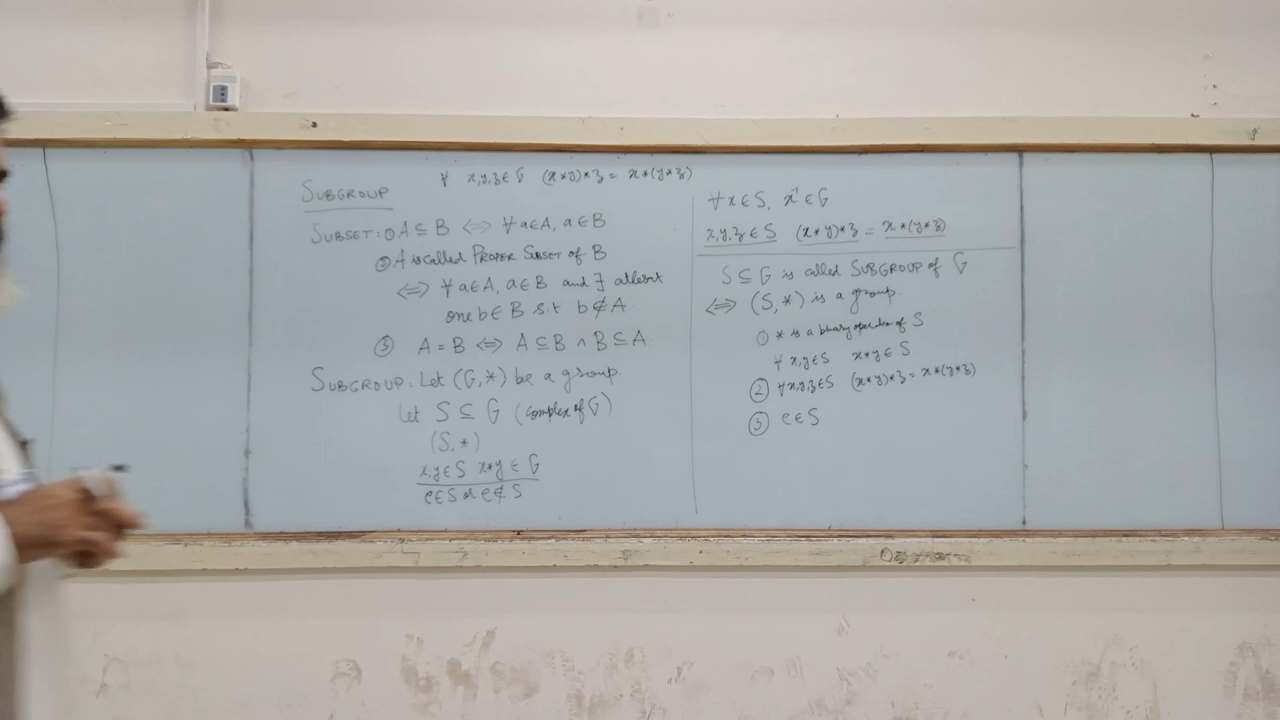 ∀ x,y,z ∈ G (x*y)*z = x*(y*z)
SUBGROUP
SUBSET: ① A ⊆ B ⟺ ∀ a∈A, a∈B
② A is called PROPER SUBSET of B
⟺ ∀ a∈A, a∈B and ∃ atleast
one b∈B s.t b∉A
③ A = B ⟺ A⊆B ∧ B⊆A
SUBGROUP: Let (G,*) be a group.
Let S ⊆ G (complex of G)
(S,*)
x,y∈S x*y ∈ G
e∈S or e∉S
∀ x∈S, x⁻¹∈G
x,y,z ∈ S (x*y)*z = x*(y*z)
S⊆G is called SUBGROUP of G
⟺ (S,*) is a group.
① * is a binary operation of S
∀ x,y∈S x*y∈S
② ∀x,y,z∈S (x*y)*z = x*(y*z)
③ e∈S